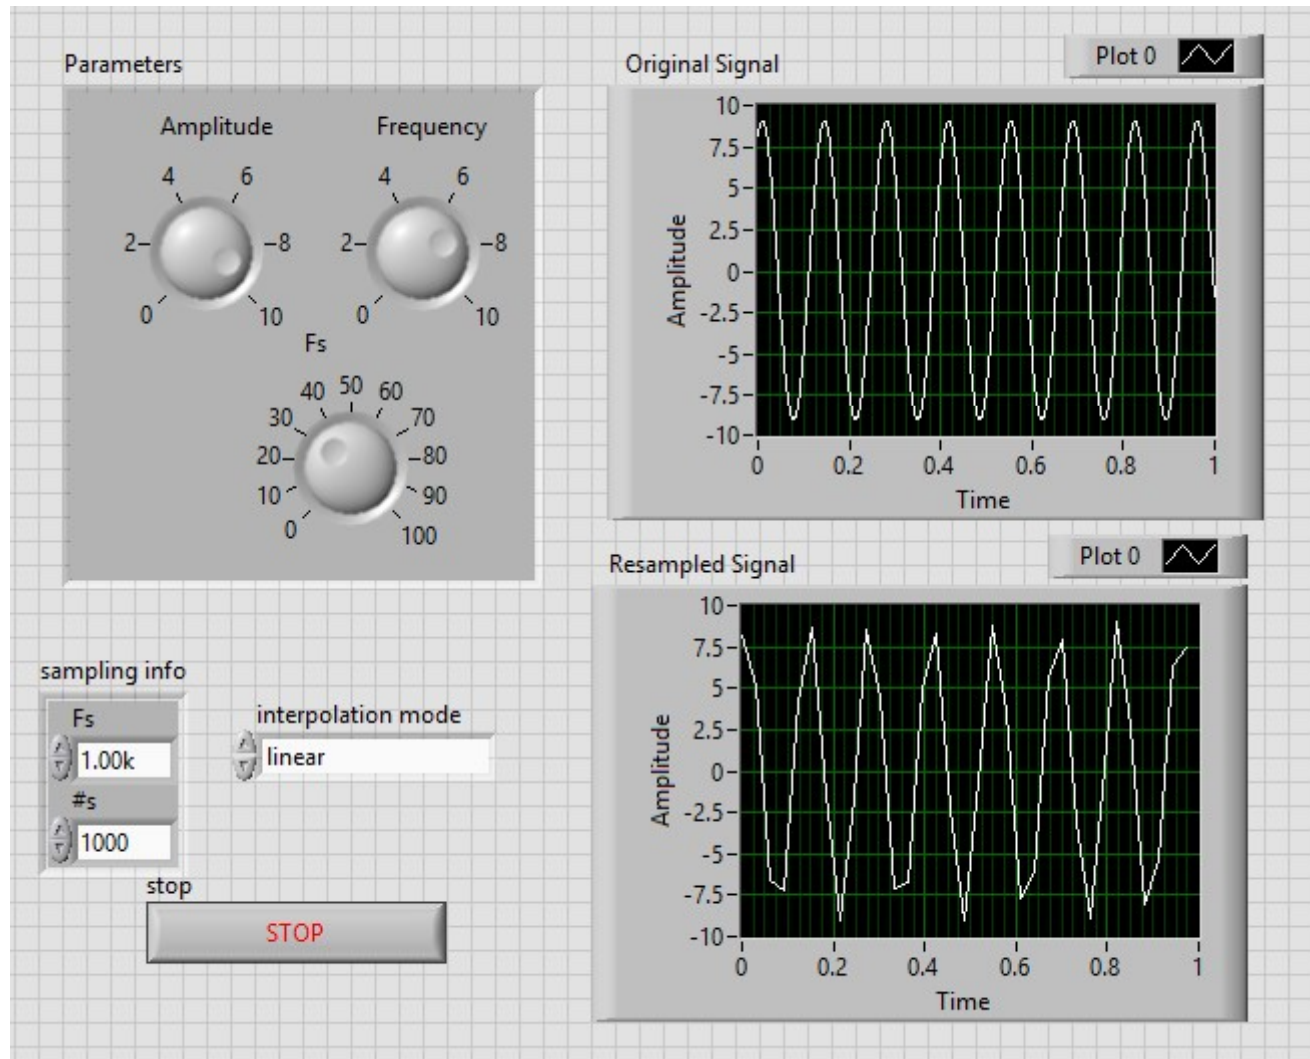 Parameters
Amplitude
Frequency
4 6
2 8
0 10
4 6
2 8
0 10
Fs
50
40 60
30 70
20 80
10 90
0 100
sampling info
Fs
1.00k
#s
1000
interpolation mode
linear
stop
STOP
Original Signal
Plot 0
10
7.5
5
2.5
0
-2.5
-5
-7.5
-10
Amplitude
0 0.2 0.4 0.6 0.8 1
Time
Resampled Signal
Plot 0
10
7.5
5
2.5
0
-2.5
-5
-7.5
-10
Amplitude
0 0.2 0.4 0.6 0.8 1
Time